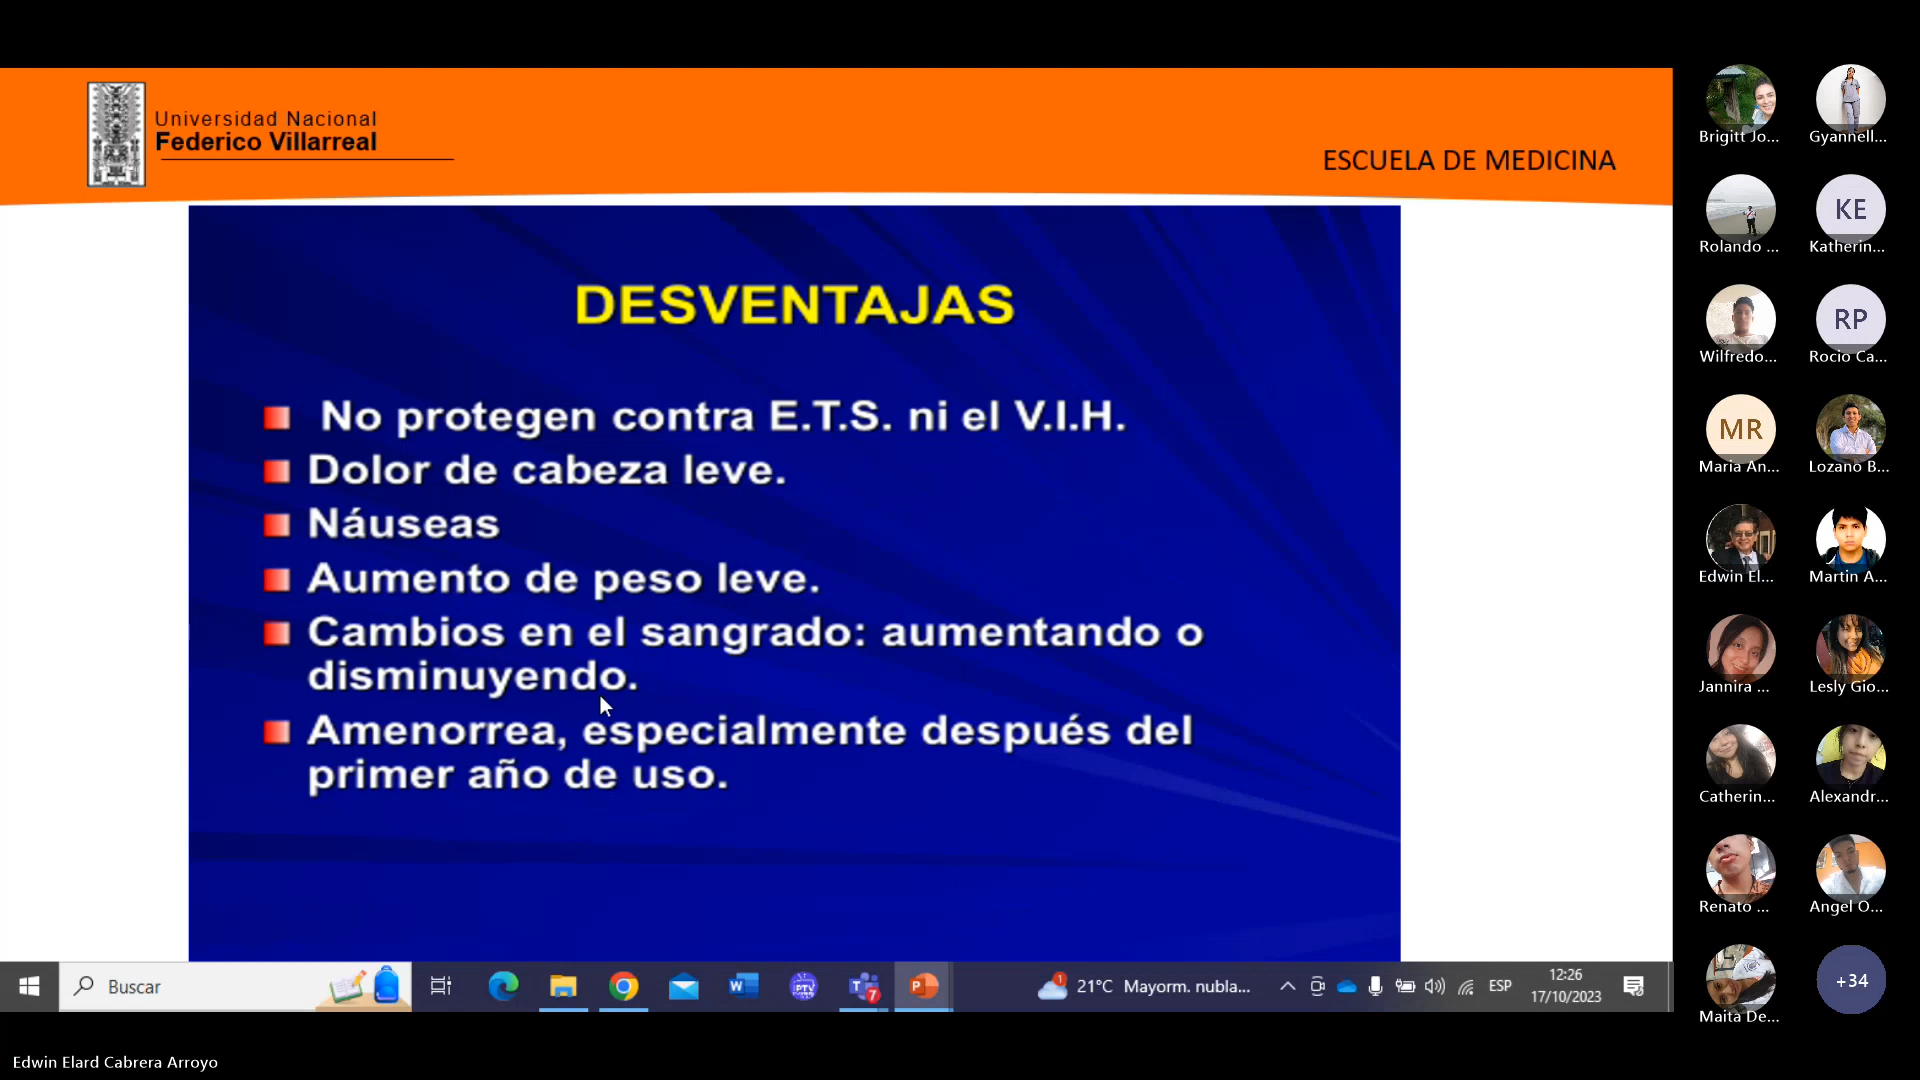 Universidad Nacional
Federico Villarreal
ESCUELA DE MEDICINA
DESVENTAJAS
No protegen contra E.T.S. ni el V.I.H.
Dolor de cabeza leve.
Náuseas
Aumento de peso leve.
Cambios en el sangrado: aumentando o
disminuyendo.
Amenorrea, especialmente después del
primer año de uso.
Brigitt Jo...
Gyannell...
Rolando ...
KE
Katherin...
Wilfredo...
RP
Rocio Ca...
MR
Maria An...
Lozano B...
Edwin El...
Martin A...
Jannira ...
Lesly Gio...
Catherin...
Alexandr...
Renato ...
Angel O...
Maita De...
+34
Buscar
7
1
21°C Mayorm. nubla...
ESP
12:26
17/10/2023
Edwin Elard Cabrera Arroyo